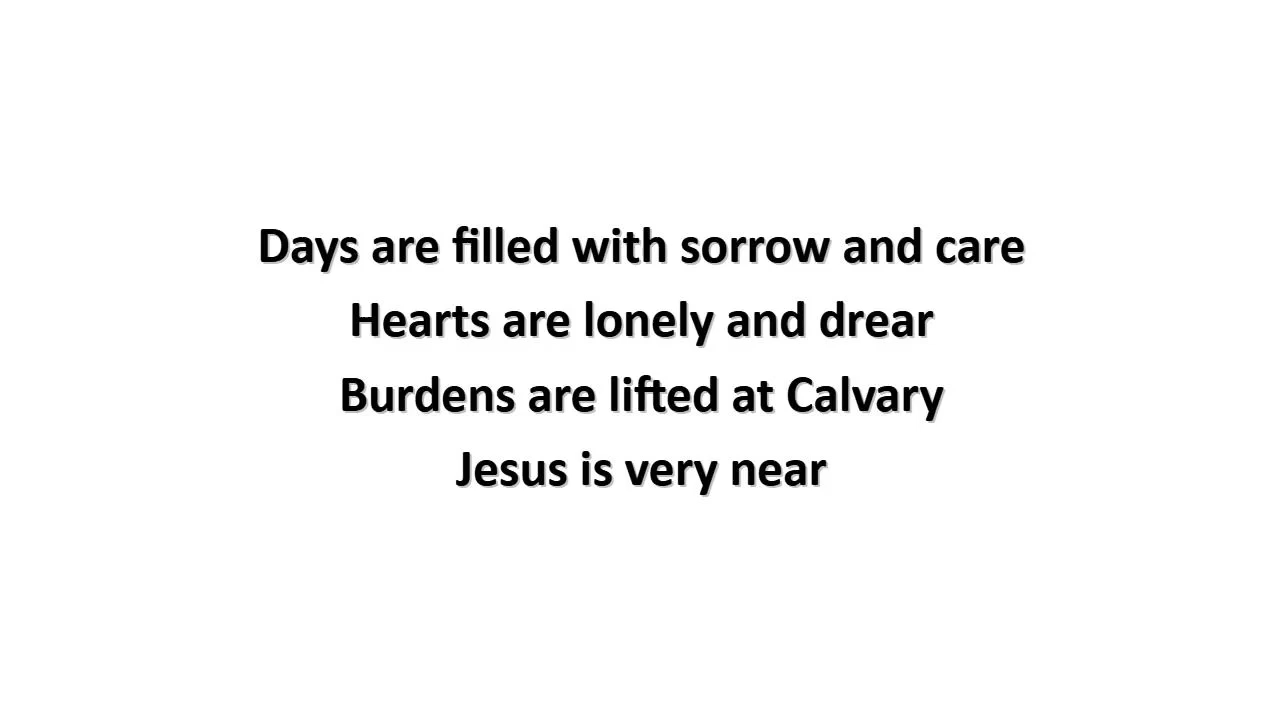 Days are filled with sorrow and care
Hearts are lonely and drear
Burdens are lifted at Calvary
Jesus is very near